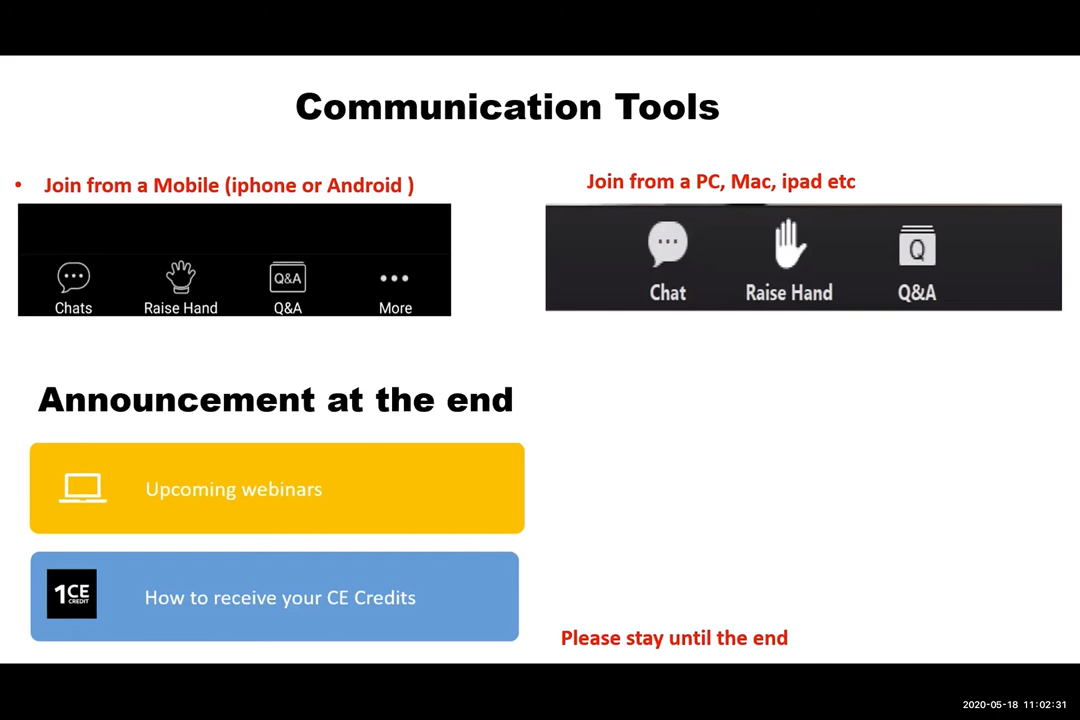 Communication Tools
• Join from a Mobile (iphone or Android )
Chats Raise Hand Q&A Q&A More
Join from a PC, Mac, ipad etc
Q
Chat Raise Hand Q&A
Announcement at the end
Upcoming webinars
1CE CREDIT
How to receive your CE Credits
Please stay until the end
2020-05-18 11:02:31